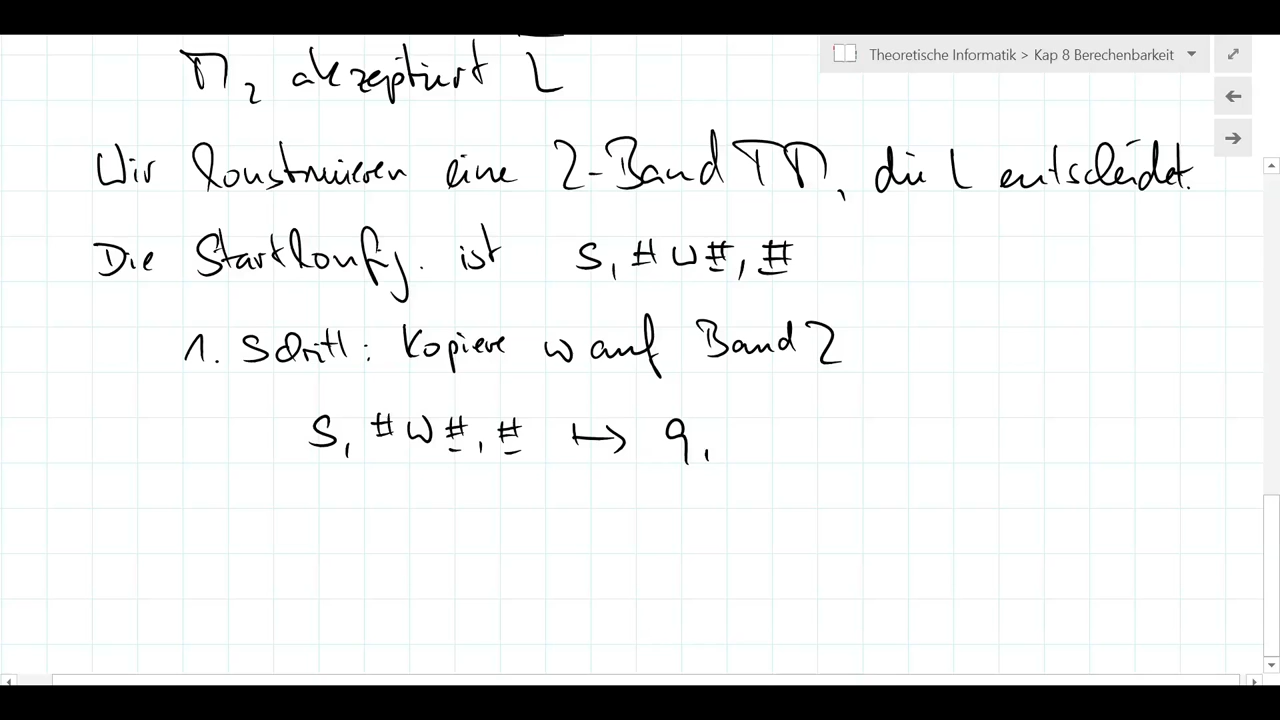 Theoretische Informatik > Kap 8 Berechenbarkeit
M₂ akzeptiert L̅
Wir konstruieren eine 2-Band TM, die L entscheidet.
Die Startkonfig. ist s, #w#, #
1. Schritt: Kopiere w auf Band 2
s, #w#, # ↦ q,